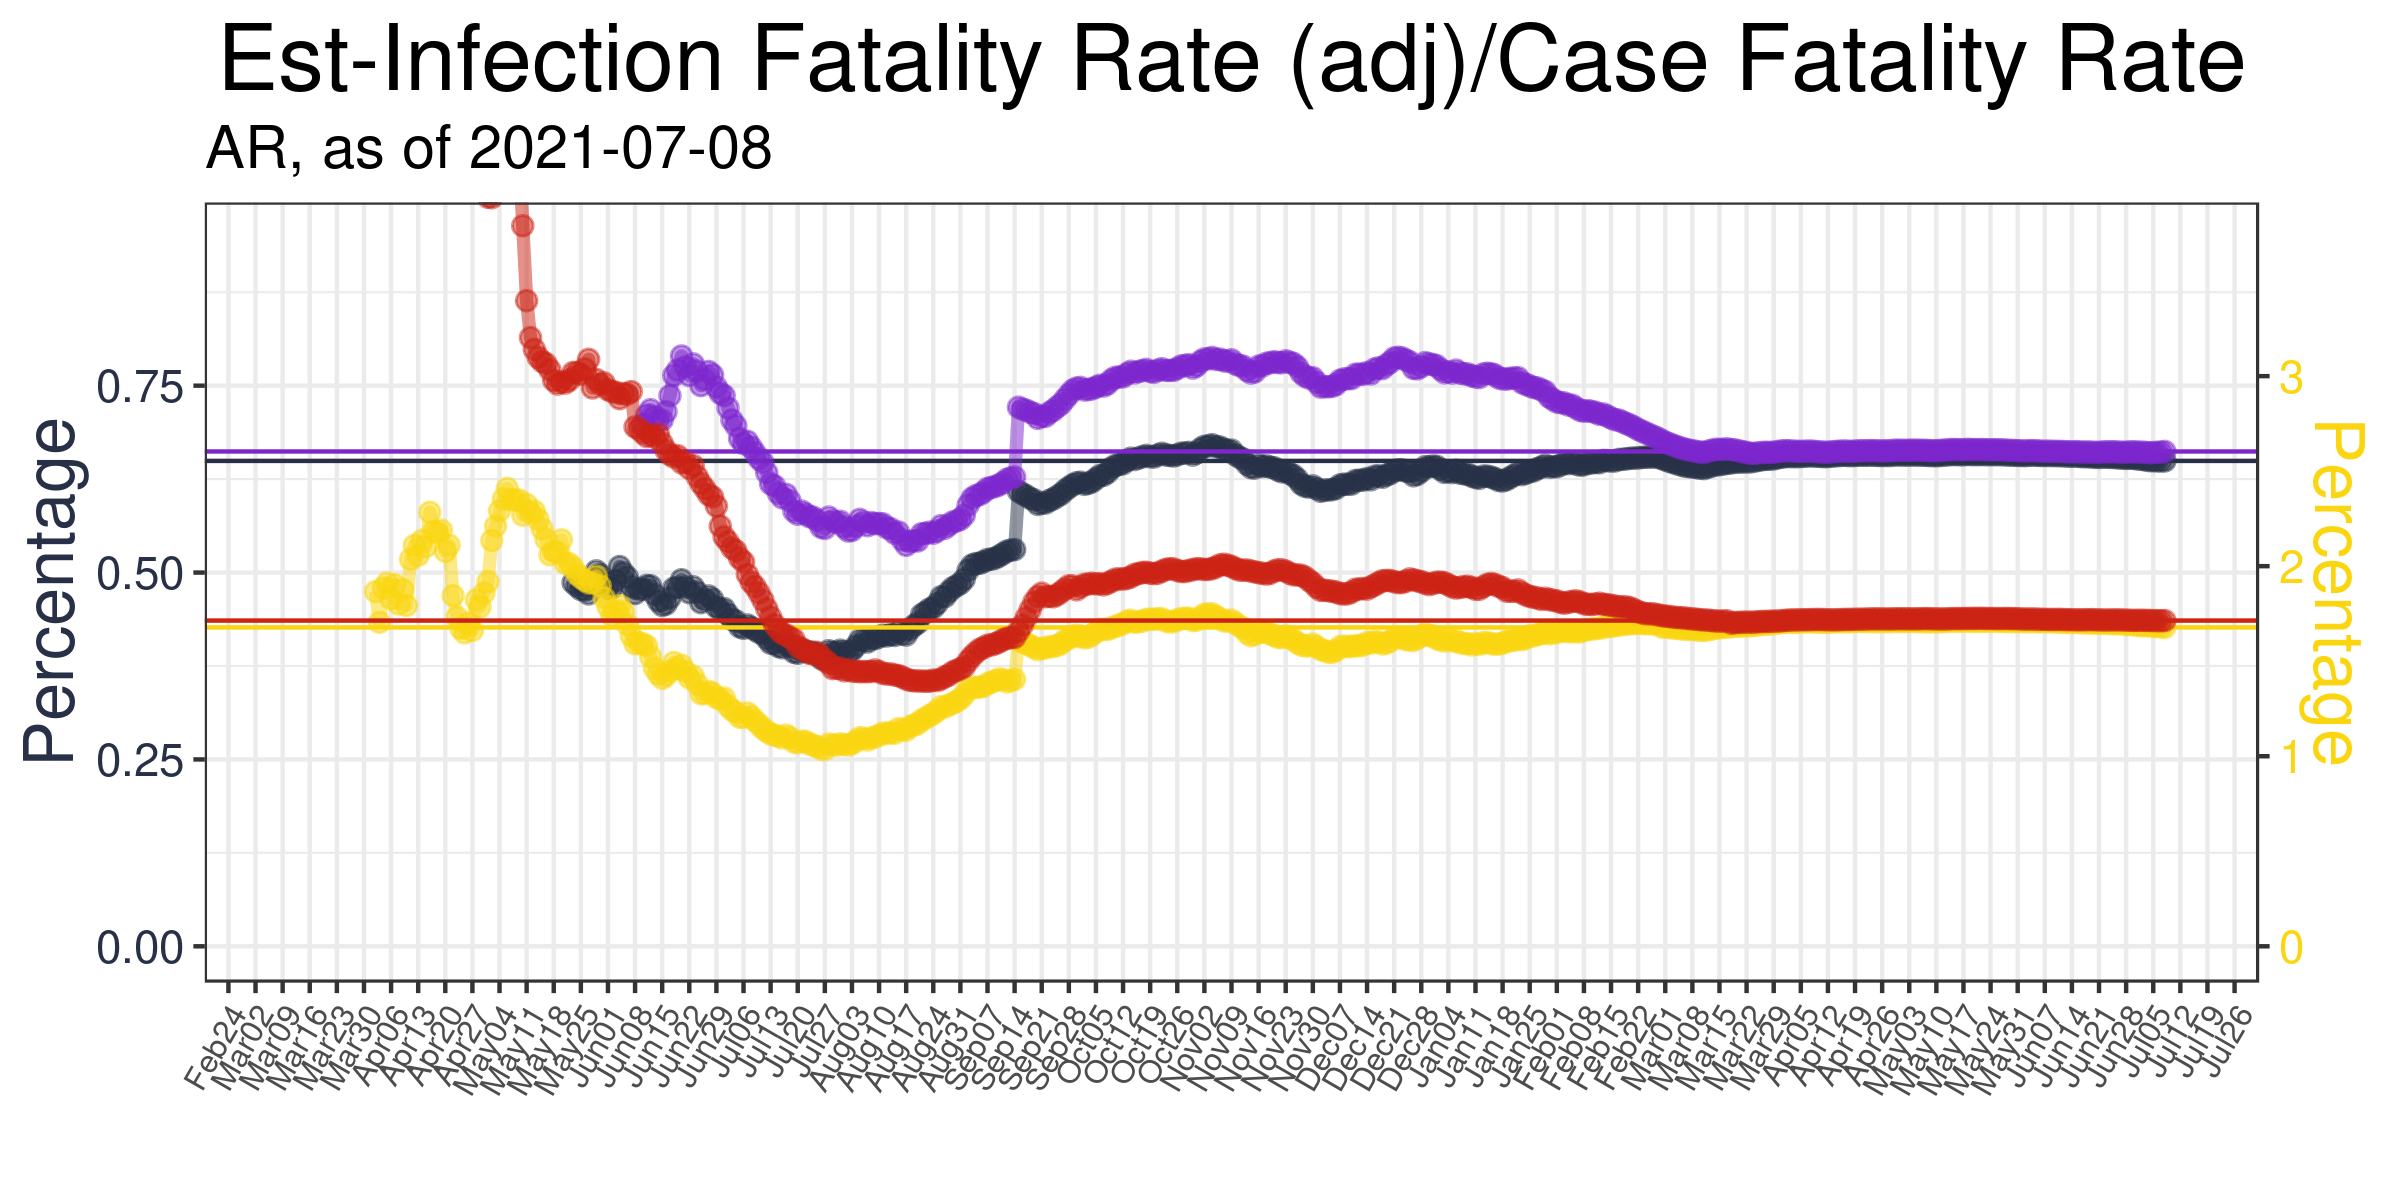 Est-Infection Fatality Rate (adj)/Case Fatality Rate
AR, as of 2021-07-08
Percentage
0.75
0.50
0.25
0.00
3
2
1
0
Percentage
Feb24
Mar02
Mar09
Mar16
Mar23
Mar30
Apr06
Apr13
Apr20
Apr27
May04
May11
May18
May25
Jun01
Jun08
Jun15
Jun22
Jun29
Jul06
Jul13
Jul20
Jul27
Aug03
Aug10
Aug17
Aug24
Aug31
Sep07
Sep14
Sep21
Sep28
Oct05
Oct12
Oct19
Oct26
Nov02
Nov09
Nov16
Nov23
Nov30
Dec07
Dec14
Dec21
Dec28
Jan04
Jan11
Jan18
Jan25
Feb01
Feb08
Feb15
Feb22
Mar01
Mar08
Mar15
Mar22
Mar29
Apr05
Apr12
Apr19
Apr26
May03
May10
May17
May24
May31
Jun07
Jun14
Jun21
Jun28
Jul05
Jul12
Jul19
Jul26